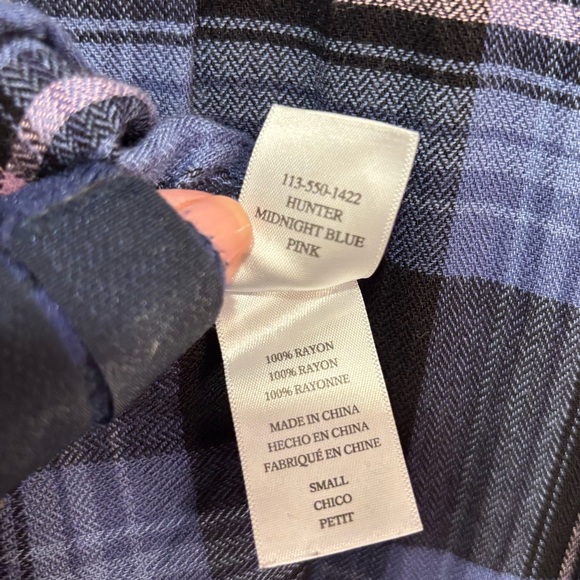 113-550-1422
HUNTER
MIDNIGHT BLUE
PINK
100% RAYON
100% RAYON
100% RAYONNE
MADE IN CHINA
HECHO EN CHINA
FABRIQUÉ EN CHINE
SMALL
CHICO
PETIT